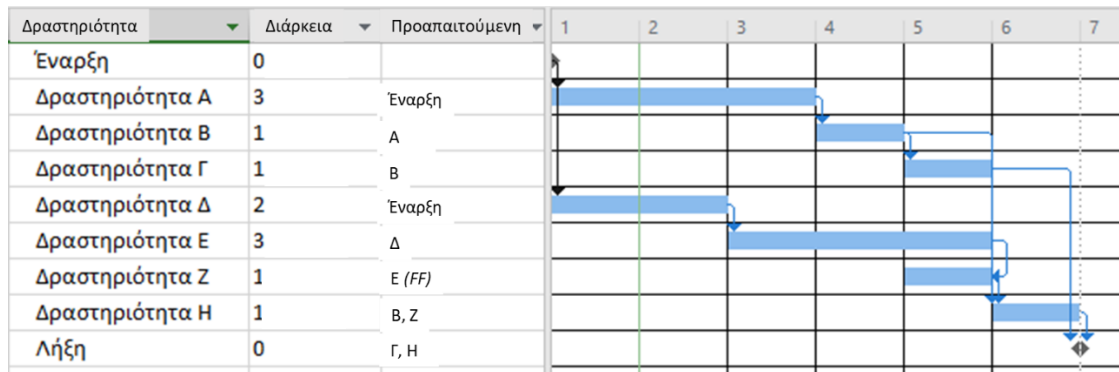 Δραστηριότητα Διάρκεια Προαπαιτούμενη 1 2 3 4 5 6 7
Έναρξη 0
Δραστηριότητα Α 3 Έναρξη
Δραστηριότητα Β 1 Α
Δραστηριότητα Γ 1 Β
Δραστηριότητα Δ 2 Έναρξη
Δραστηριότητα Ε 3 Δ
Δραστηριότητα Ζ 1 Ε (FF)
Δραστηριότητα Η 1 Β, Ζ
Λήξη 0 Γ, Η